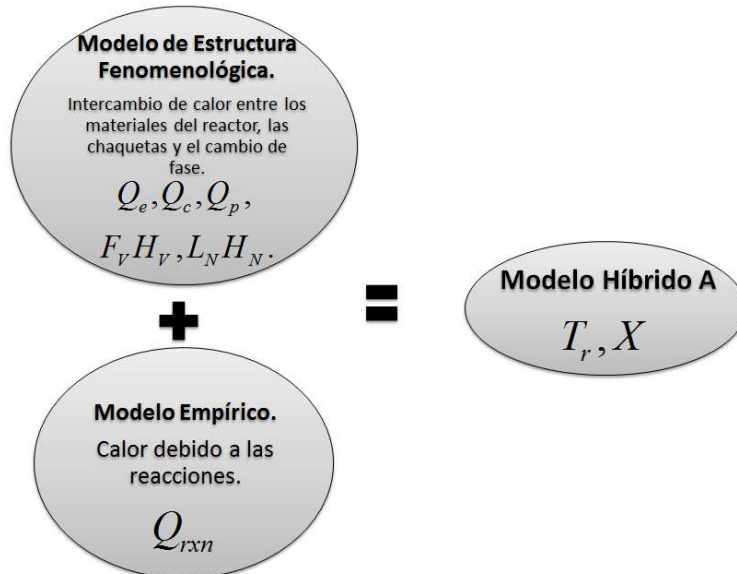 Modelo de Estructura
Fenomenológica.
Intercambio de calor entre los
materiales del reactor, las
chaquetas y el cambio de
fase.
Q_e, Q_c, Q_p,
F_V H_V, L_N H_N.
+
=
Modelo Híbrido A
T_r, X
Modelo Empírico.
Calor debido a las
reacciones.
Q_rxn